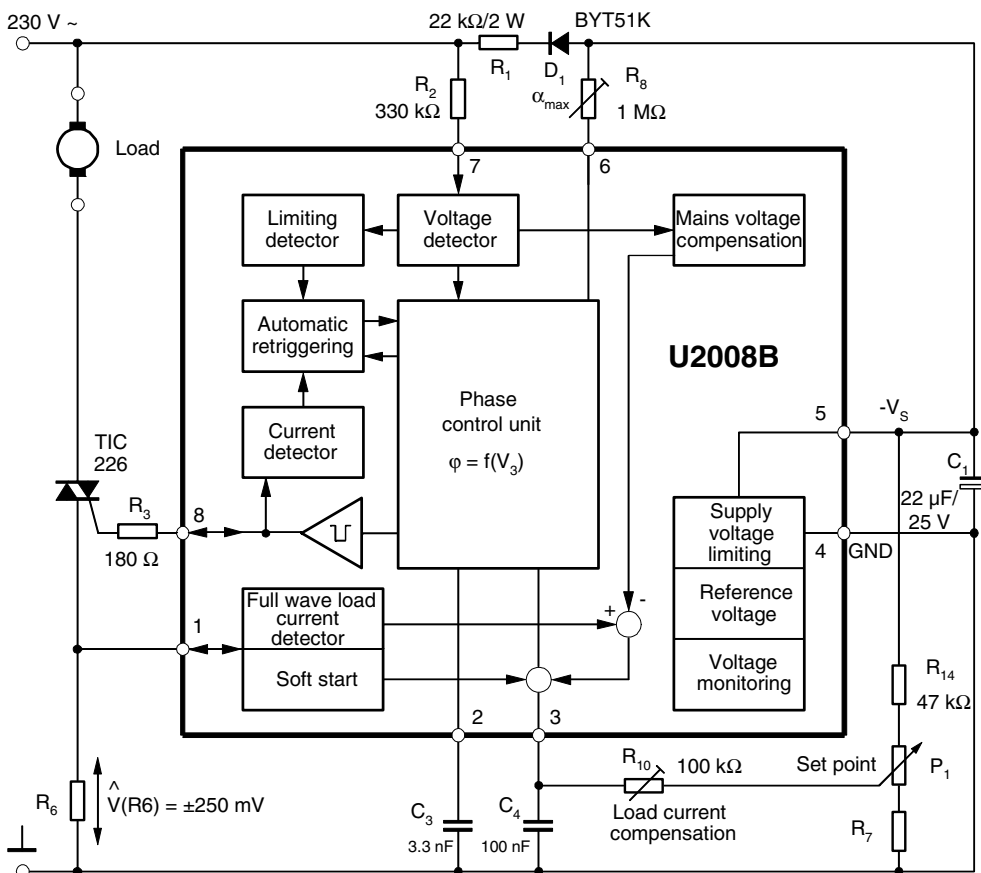 230 V ~
22 kΩ/2 W
BYT51K
R1
D1
R2
330 kΩ
αmax
R8
1 MΩ
Load
7
6
Limiting
detector
Voltage
detector
Mains voltage
compensation
Automatic
retriggering
U2008B
Phase
control unit
φ = f(V3)
Current
detector
5
-VS
TIC
226
C1
22 µF/
25 V
R3
180 Ω
8
Supply
voltage
limiting
4
GND
Full wave load
current
detector
+
-
Reference
voltage
1
Soft start
Voltage
monitoring
R14
47 kΩ
2
3
R10
100 kΩ
Set point
P1
R6
^
V(R6) = ±250 mV
C3
3.3 nF
C4
100 nF
Load current
compensation
R7